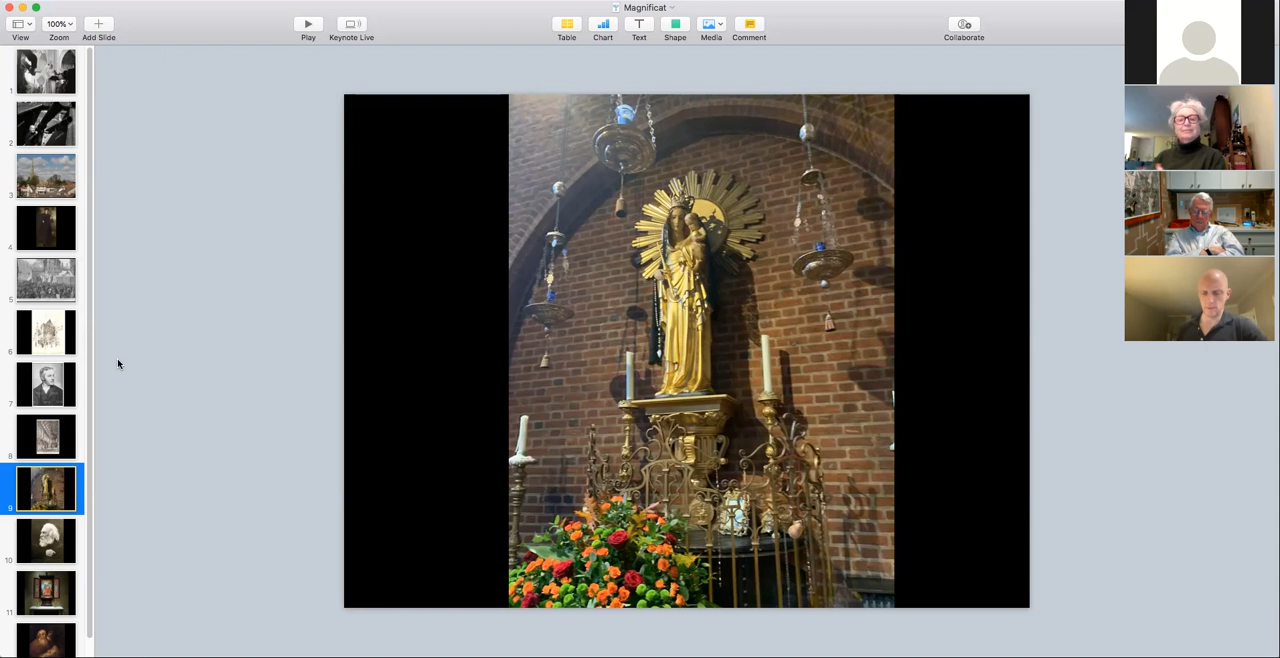 Magnificat
100%
View
Zoom
Add Slide
Play
Keynote Live
Table
Chart
Text
Shape
Media
Comment
Collaborate
1
2
3
4
5
6
7
8
9
10
11